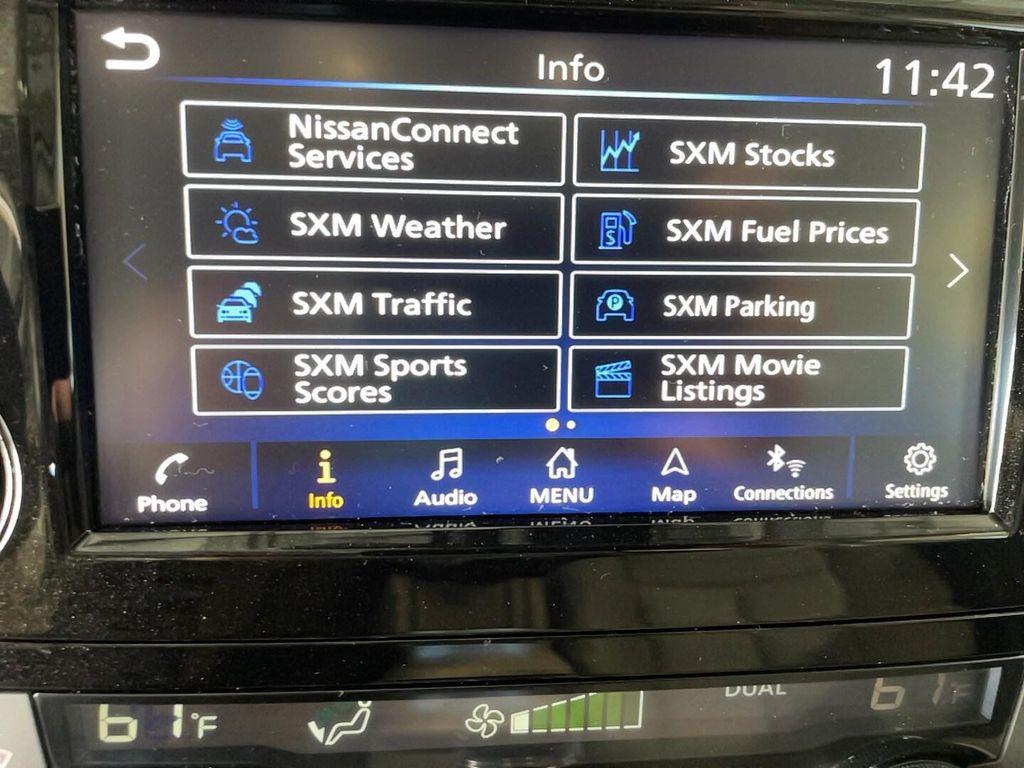 Info
11:42
NissanConnect
Services
SXM Stocks
SXM Weather
SXM Fuel Prices
SXM Traffic
SXM Parking
SXM Sports
Scores
SXM Movie
Listings
Phone
Info
Audio
MENU
Map
Connections
Settings
61°F
DUAL
61°F